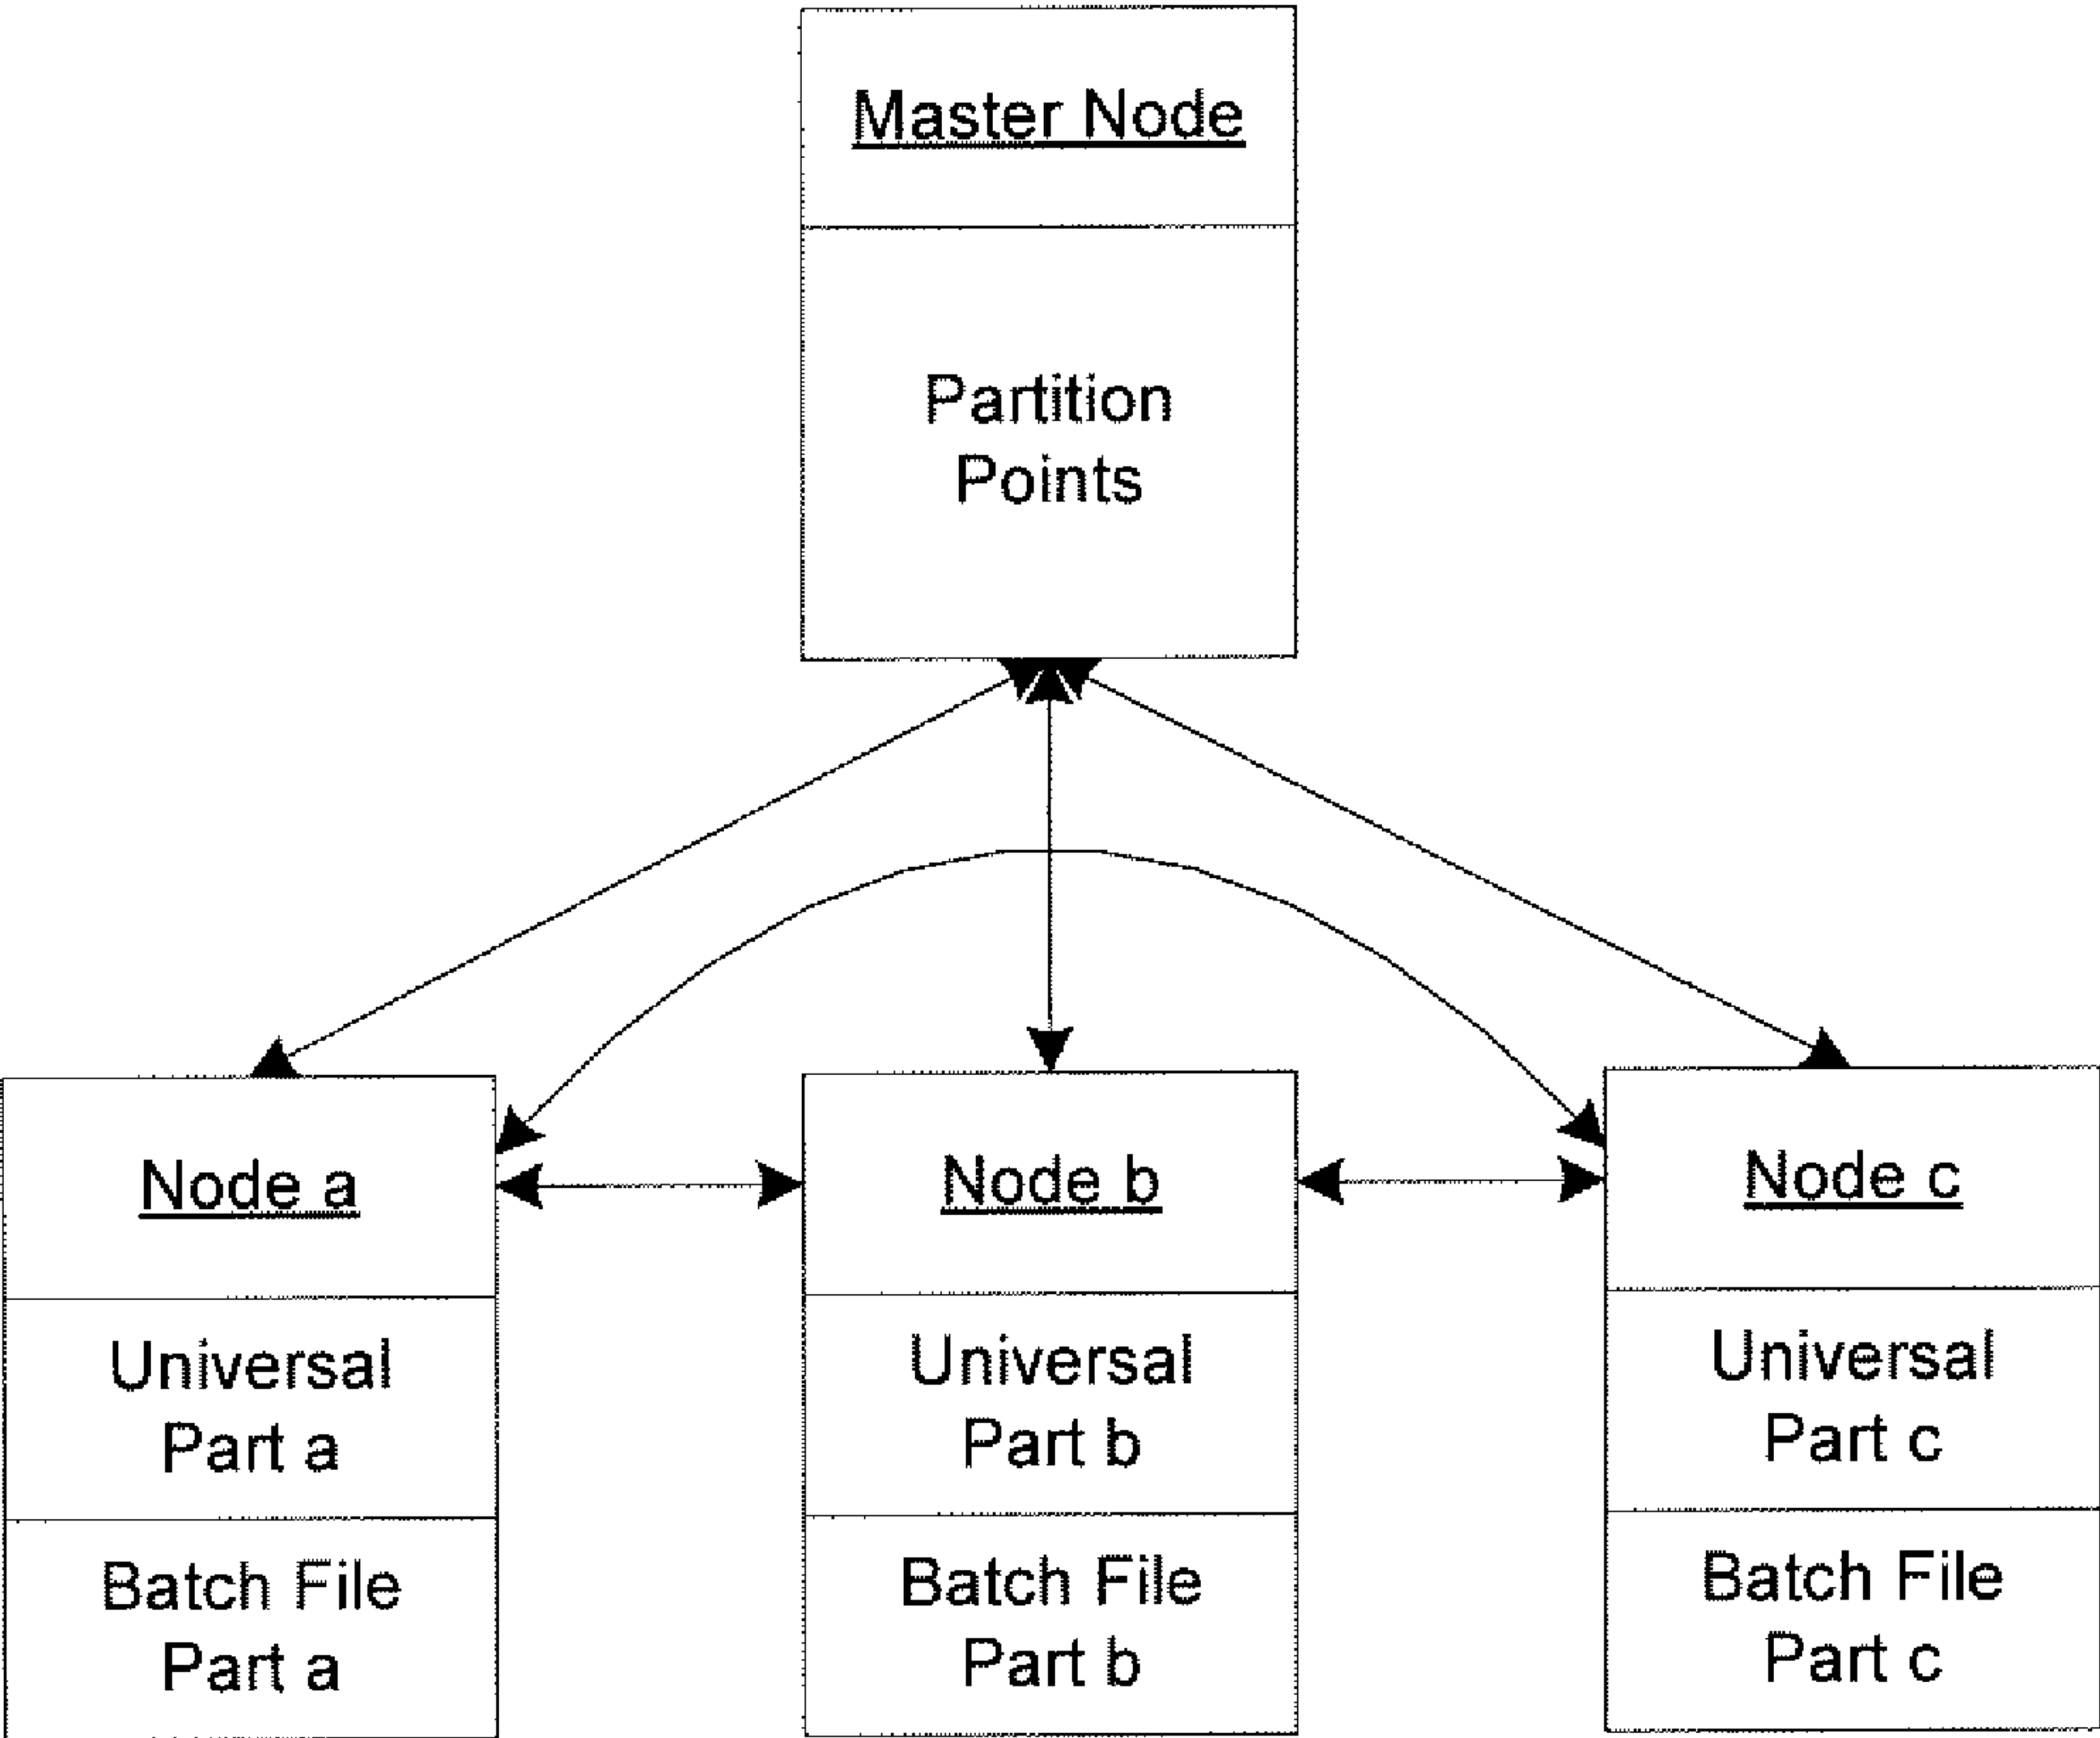 Master Node
Partition
Points
Node a
Universal
Part a
Batch File
Part a
Node b
Universal
Part b
Batch File
Part b
Node c
Universal
Part c
Batch File
Part c